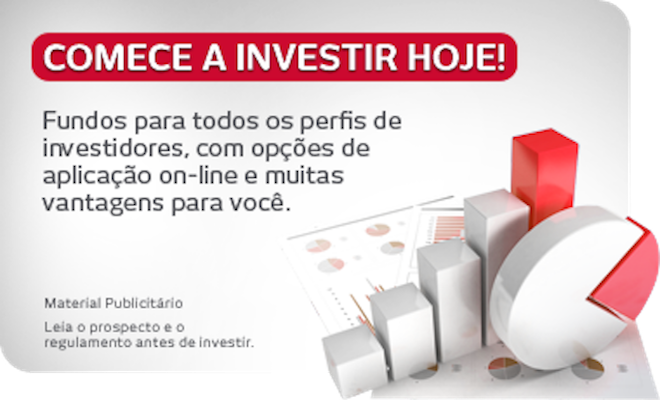 COMECE A INVESTIR HOJE!
Fundos para todos os perfis de
investidores, com opções de
aplicação on-line e muitas
vantagens para você.
Material Publicitário
Leia o prospecto e o
regulamento antes de investir.